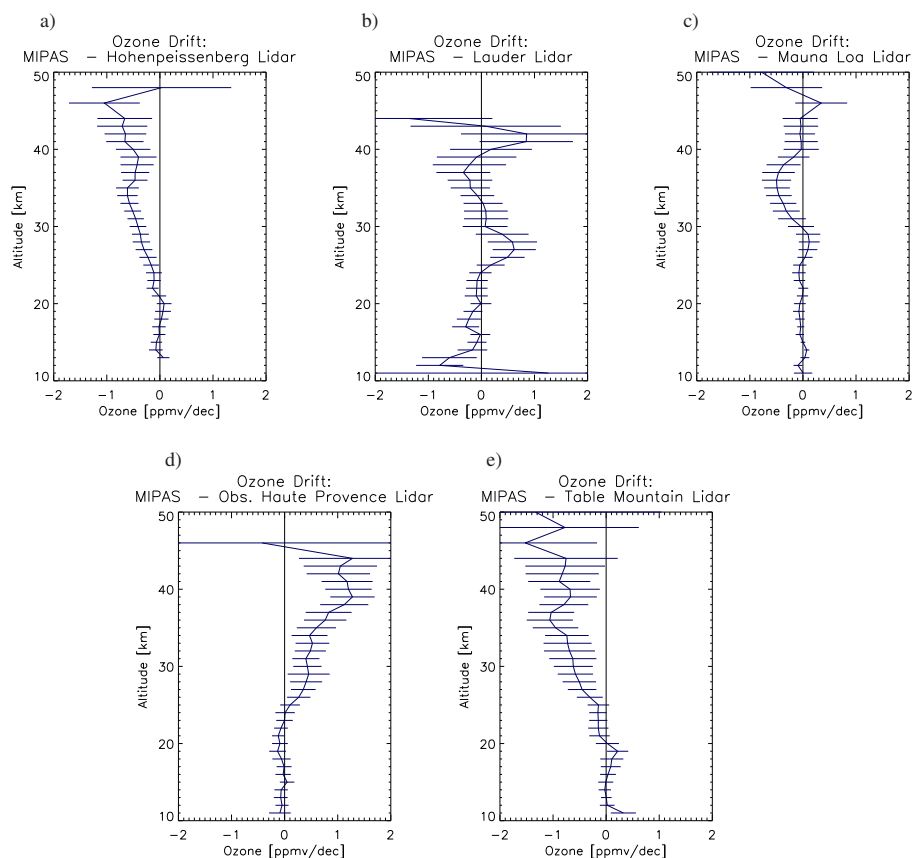 a)
Ozone Drift:
MIPAS – Hohenpeissenberg Lidar
50
40
30
20
10
Altitude [km]
-2 -1 0 1 2
Ozone [ppmv/dec]
b)
Ozone Drift:
MIPAS – Lauder Lidar
50
40
30
20
10
Altitude [km]
-2 -1 0 1 2
Ozone [ppmv/dec]
c)
Ozone Drift:
MIPAS – Mauna Loa Lidar
50
40
30
20
10
Altitude [km]
-2 -1 0 1 2
Ozone [ppmv/dec]
d)
Ozone Drift:
MIPAS – Obs. Haute Provence Lidar
50
40
30
20
10
Altitude [km]
-2 -1 0 1 2
Ozone [ppmv/dec]
e)
Ozone Drift:
MIPAS – Table Mountain Lidar
50
40
30
20
10
Altitude [km]
-2 -1 0 1 2
Ozone [ppmv/dec]